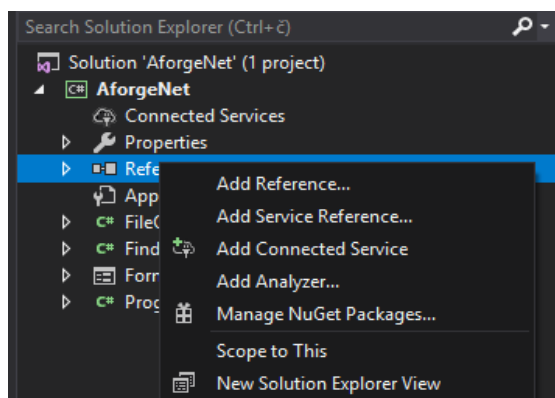 Search Solution Explorer (Ctrl+č)
Solution 'AforgeNet' (1 project)
C# AforgeNet
Connected Services
Properties
Refe
App
C# File
C# Find
Forr
C# Prog
Add Reference...
Add Service Reference...
Add Connected Service
Add Analyzer...
Manage NuGet Packages...
Scope to This
New Solution Explorer View